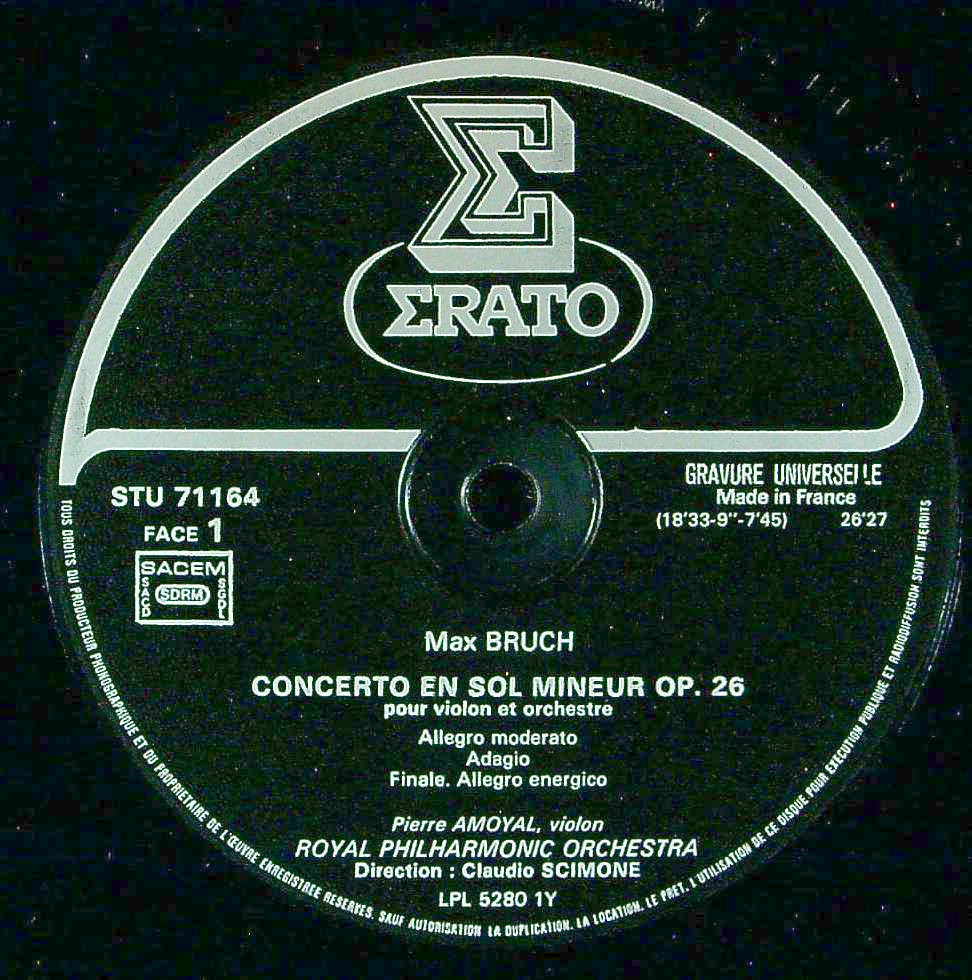 Σ
ΣRATO
STU 71164
FACE 1
SACEM
SACD
SDRM
SGDL
GRAVURE UNIVERSELLE
Made in France
(18'33-9''-7'45) 26'27
Max BRUCH
CONCERTO EN SOL MINEUR OP. 26
pour violon et orchestre
Allegro moderato
Adagio
Finale. Allegro energico
Pierre AMOYAL, violon
ROYAL PHILHARMONIC ORCHESTRA
Direction : Claudio SCIMONE
LPL 5280 1Y
TOUS DROITS DU PRODUCTEUR PHONOGRAPHIQUE ET DU PROPRIETAIRE DE L'ŒUVRE ENREGISTREE RESERVES. SAUF AUTORISATION LA DUPLICATION. LA LOCATION. LE PRET. L'UTILISATION DE CE DISQUE POUR EXECUTION PUBLIQUE ET RADIODIFFUSION SONT INTERDITS